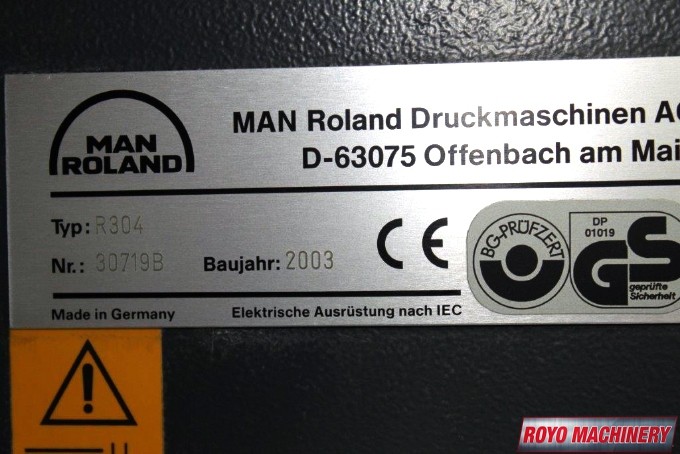 MAN
ROLAND
MAN Roland Druckmaschinen AG
D-63075 Offenbach am Mai
Typ: R304
Nr.: 30719B
Baujahr: 2003
CE
BG-PRÜFZERT
DP
01019
GS
geprüfte
Sicherheit
Made in Germany
Elektrische Ausrüstung nach IEC
ROYO MACHINERY